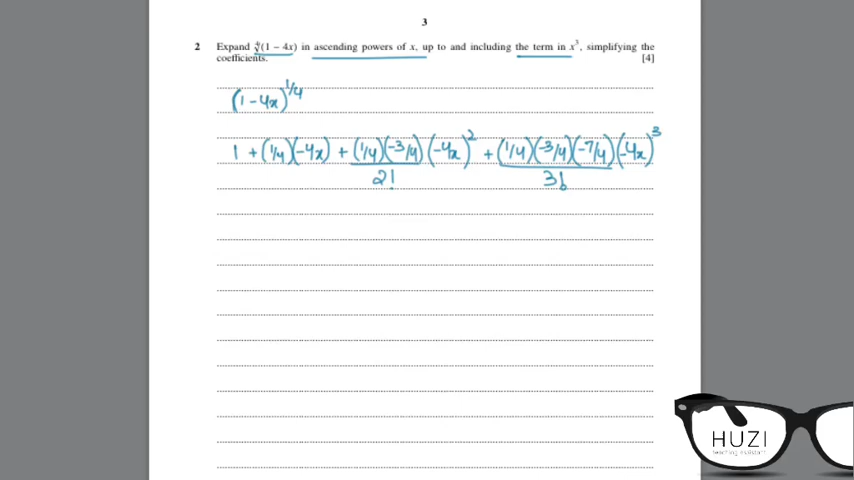 3
2 Expand ∜(1 – 4x) in ascending powers of x, up to and including the term in x³, simplifying the
coefficients. [4]
(1-4x)^1/4
1 + (1/4)(-4x) + (1/4)(-3/4)/2! (-4x)^2 + (1/4)(-3/4)(-7/4)/3! (-4x)^3
HUZI
teaching assistant